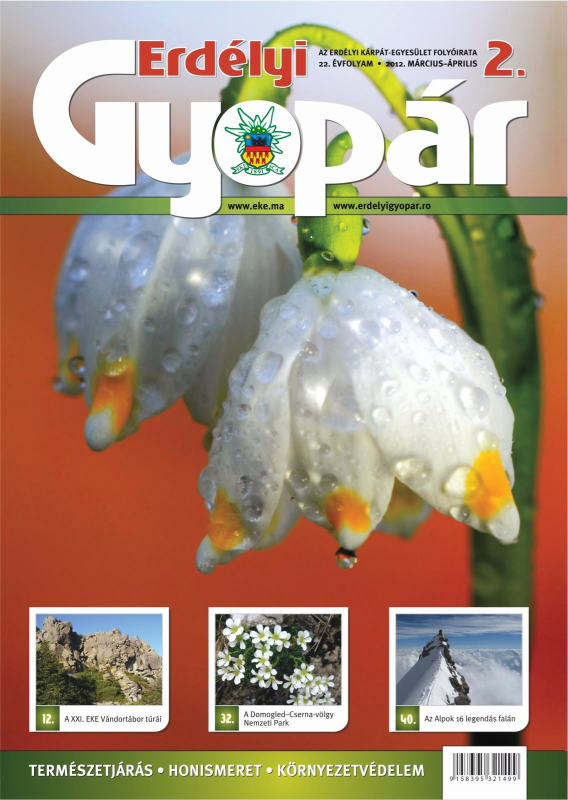 Erdélyi
AZ ERDÉLYI KÁRPÁT-EGYESÜLET FOLYÓIRATA
22. ÉVFOLYAM • 2012. MÁRCIUS-ÁPRILIS
2.
Gyopár
1891
www.eke.ma
www.erdelyigyopar.ro
12. A XXI. EKE Vándortábor túrái
32. A Domogled–Cserna-völgy
Nemzeti Park
40. Az Alpok 16 legendás falán
TERMÉSZETJÁRÁS • HONISMERET • KÖRNYEZETVÉDELEM
9158395321499